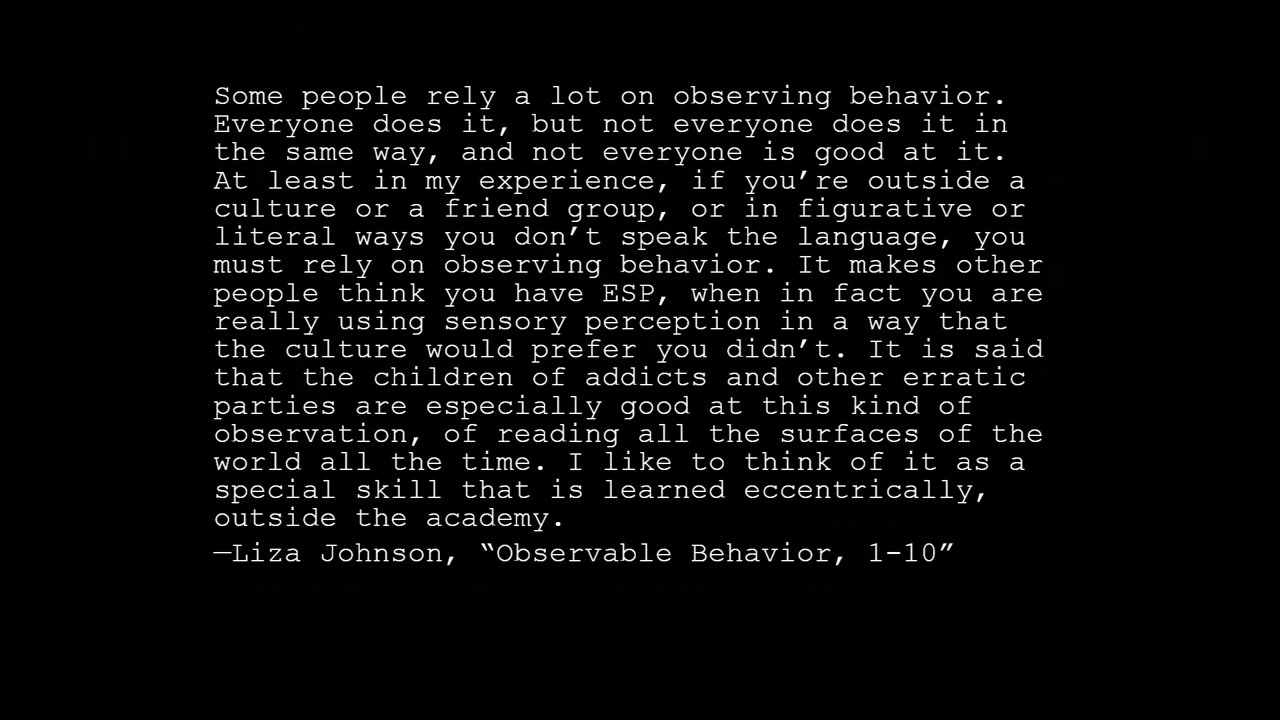 Some people rely a lot on observing behavior.
Everyone does it, but not everyone does it in
the same way, and not everyone is good at it.
At least in my experience, if you’re outside a
culture or a friend group, or in figurative or
literal ways you don’t speak the language, you
must rely on observing behavior. It makes other
people think you have ESP, when in fact you are
really using sensory perception in a way that
the culture would prefer you didn’t. It is said
that the children of addicts and other erratic
parties are especially good at this kind of
observation, of reading all the surfaces of the
world all the time. I like to think of it as a
special skill that is learned eccentrically,
outside the academy.
—Liza Johnson, “Observable Behavior, 1-10”